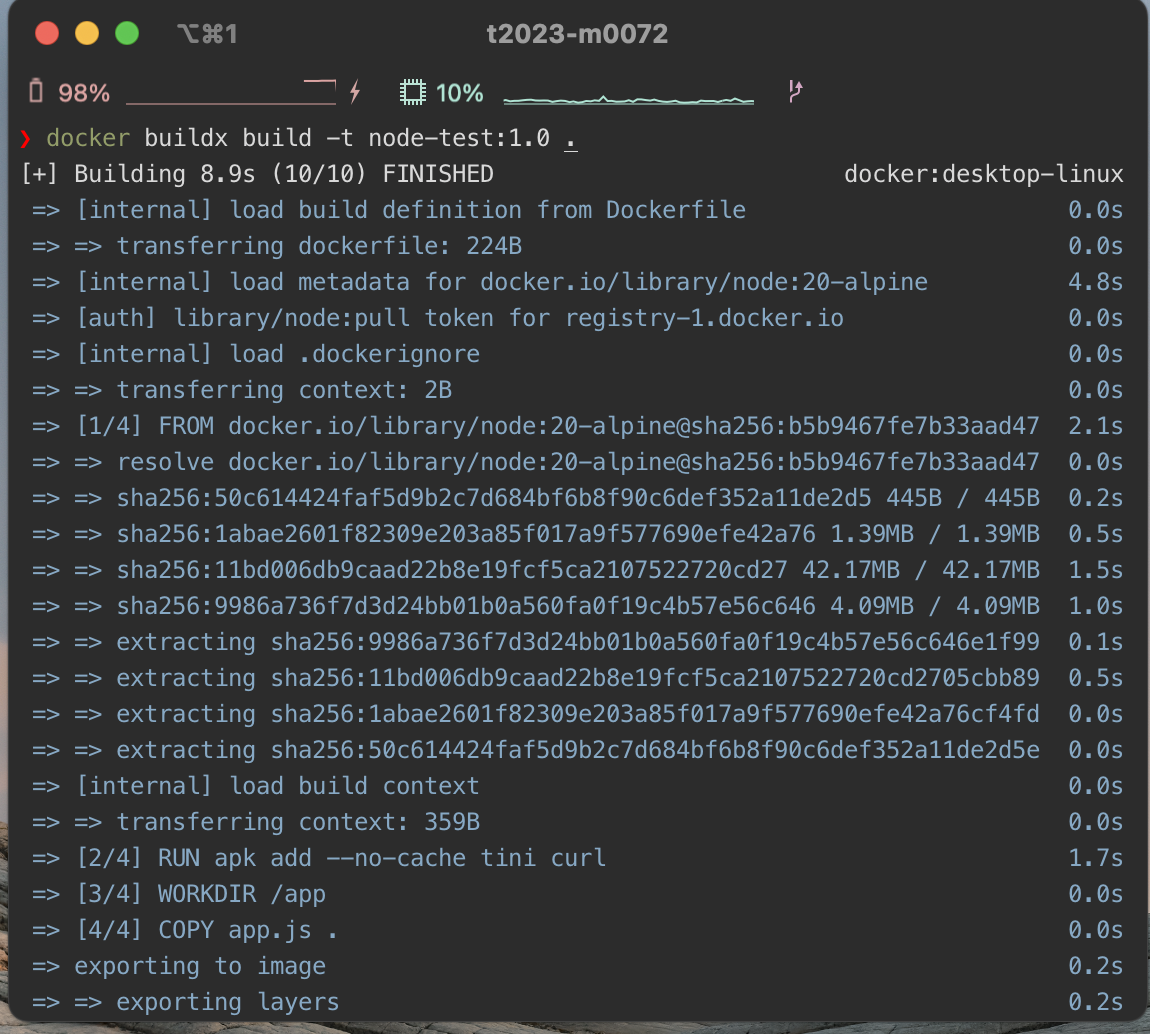 ⌥⌘1 t2023-m0072
98% 10%
❯ docker buildx build -t node-test:1.0 .
[+] Building 8.9s (10/10) FINISHED docker:desktop-linux
=> [internal] load build definition from Dockerfile 0.0s
=> => transferring dockerfile: 224B 0.0s
=> [internal] load metadata for docker.io/library/node:20-alpine 4.8s
=> [auth] library/node:pull token for registry-1.docker.io 0.0s
=> [internal] load .dockerignore 0.0s
=> => transferring context: 2B 0.0s
=> [1/4] FROM docker.io/library/node:20-alpine@sha256:b5b9467fe7b33aad47 2.1s
=> => resolve docker.io/library/node:20-alpine@sha256:b5b9467fe7b33aad47 0.0s
=> => sha256:50c614424faf5d9b2c7d684bf6b8f90c6def352a11de2d5 445B / 445B 0.2s
=> => sha256:1abae2601f82309e203a85f017a9f577690efe42a76 1.39MB / 1.39MB 0.5s
=> => sha256:11bd006db9caad22b8e19fcf5ca2107522720cd27 42.17MB / 42.17MB 1.5s
=> => sha256:9986a736f7d3d24bb01b0a560fa0f19c4b57e56c646 4.09MB / 4.09MB 1.0s
=> => extracting sha256:9986a736f7d3d24bb01b0a560fa0f19c4b57e56c646e1f99 0.1s
=> => extracting sha256:11bd006db9caad22b8e19fcf5ca2107522720cd2705cbb89 0.5s
=> => extracting sha256:1abae2601f82309e203a85f017a9f577690efe42a76cf4fd 0.0s
=> => extracting sha256:50c614424faf5d9b2c7d684bf6b8f90c6def352a11de2d5e 0.0s
=> [internal] load build context 0.0s
=> => transferring context: 359B 0.0s
=> [2/4] RUN apk add --no-cache tini curl 1.7s
=> [3/4] WORKDIR /app 0.0s
=> [4/4] COPY app.js . 0.0s
=> exporting to image 0.2s
=> => exporting layers 0.2s